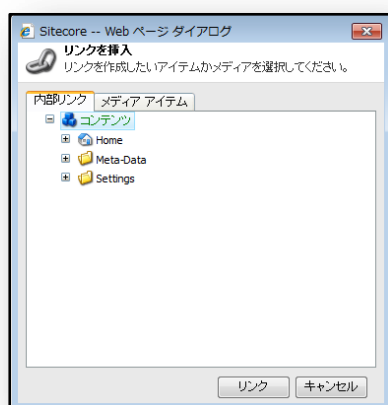 Sitecore -- Web ページ ダイアログ
リンクを挿入
リンクを作成したいアイテムかメディアを選択してください。
内部リンク メディア アイテム
コンテンツ
Home
Meta-Data
Settings
リンク キャンセル